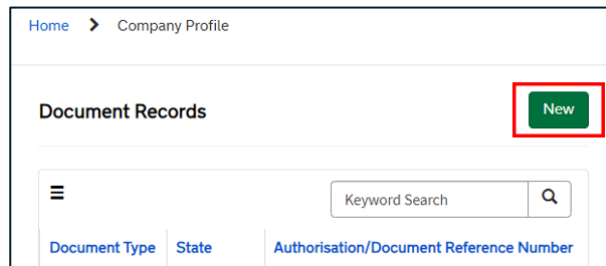 Home > Company Profile
Document Records New
Keyword Search
Document Type State Authorisation/Document Reference Number